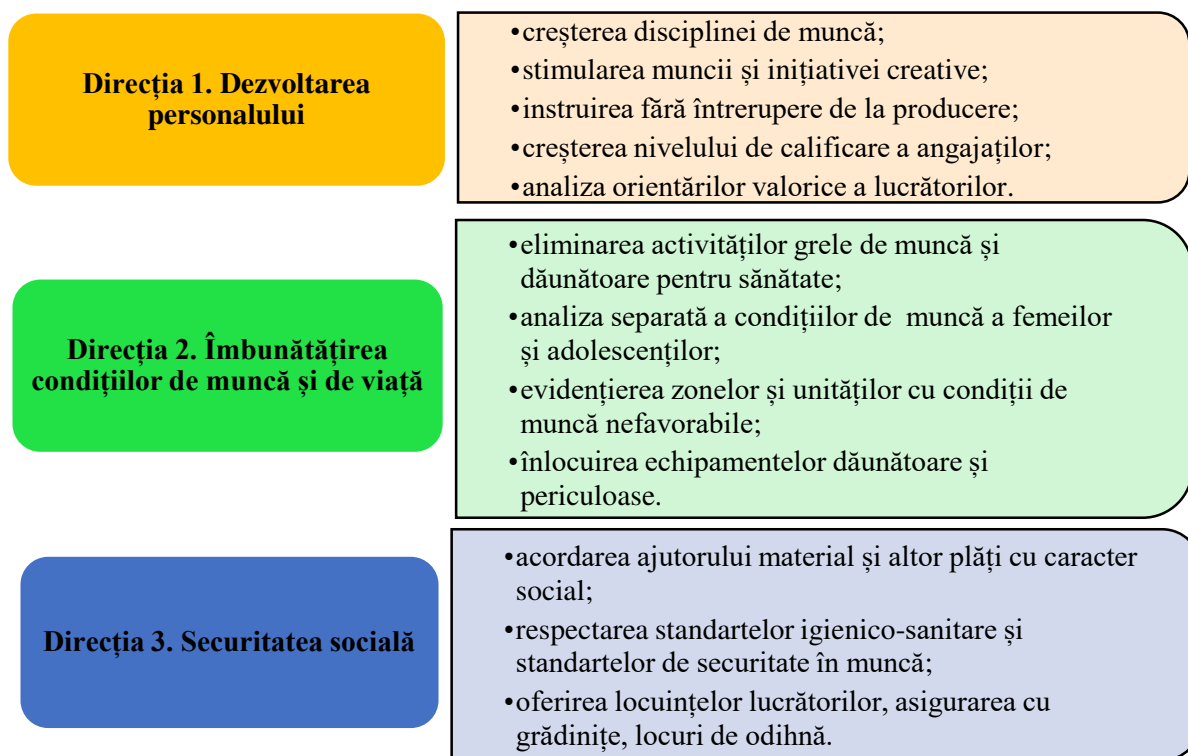 Direcția 1. Dezvoltarea
personalului
•creșterea disciplinei de muncă;
•stimularea muncii și inițiativei creative;
•instruirea fără întrerupere de la producere;
•creșterea nivelului de calificare a angajaților;
•analiza orientărilor valorice a lucrătorilor.
Direcția 2. Îmbunătățirea
condițiilor de muncă și de viață
•eliminarea activităților grele de muncă și
dăunătoare pentru sănătate;
•analiza separată a condițiilor de  muncă a femeilor
și adolescenților;
•evidențierea zonelor și unităților cu condiții de
muncă nefavorabile;
•înlocuirea echipamentelor dăunătoare și
periculoase.
Direcția 3. Securitatea socială
•acordarea ajutorului material și altor plăți cu caracter
social;
•respectarea standartelor igienico-sanitare și
standartelor de securitate în muncă;
•oferirea locuințelor lucrătorilor, asigurarea cu
grădinițe, locuri de odihnă.